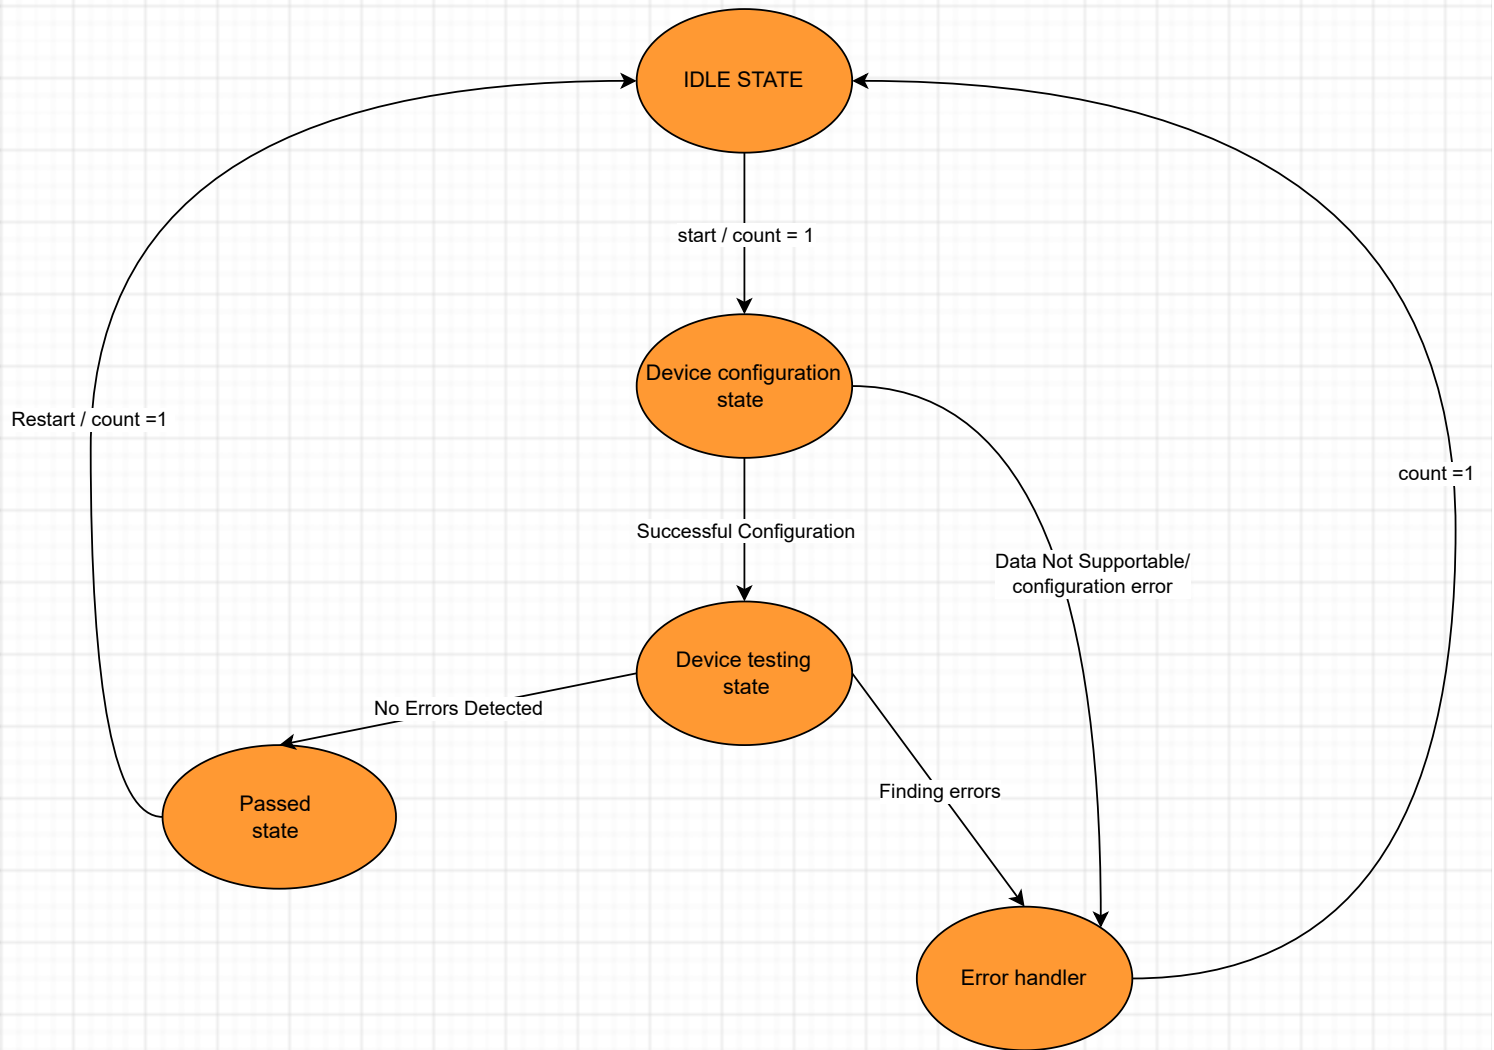 IDLE STATE
start / count = 1
Device configuration
state
Restart / count =1
count =1
Successful Configuration
Data Not Supportable/
configuration error
Device testing
state
No Errors Detected
Finding errors
Passed
state
Error handler